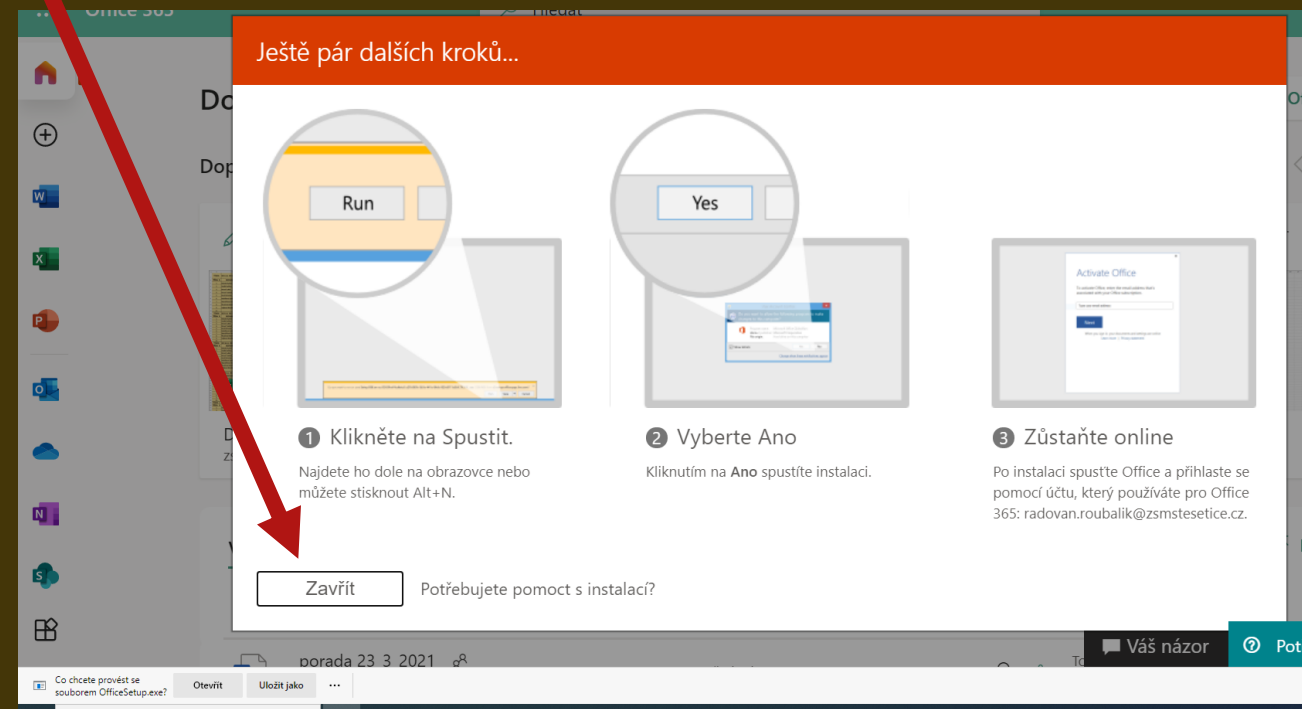 Office 365
Hledat
Ještě pár dalších kroků...
Do
Dop
Run
Yes
Activate Office
1 Klikněte na Spustit.
Najdete ho dole na obrazovce nebo
můžete stisknout Alt+N.
2 Vyberte Ano
Kliknutím na Ano spustíte instalaci.
3 Zůstaňte online
Po instalaci spusťte Office a přihlaste se
pomocí účtu, který používáte pro Office
365: radovan.roubalik@zsmstesetice.cz.
Zavřít
Potřebujete pomoct s instalací?
porada 23_3_2021
Váš názor
Pot
Co chcete provést se
souborem OfficeSetup.exe?
Otevřít
Uložit jako